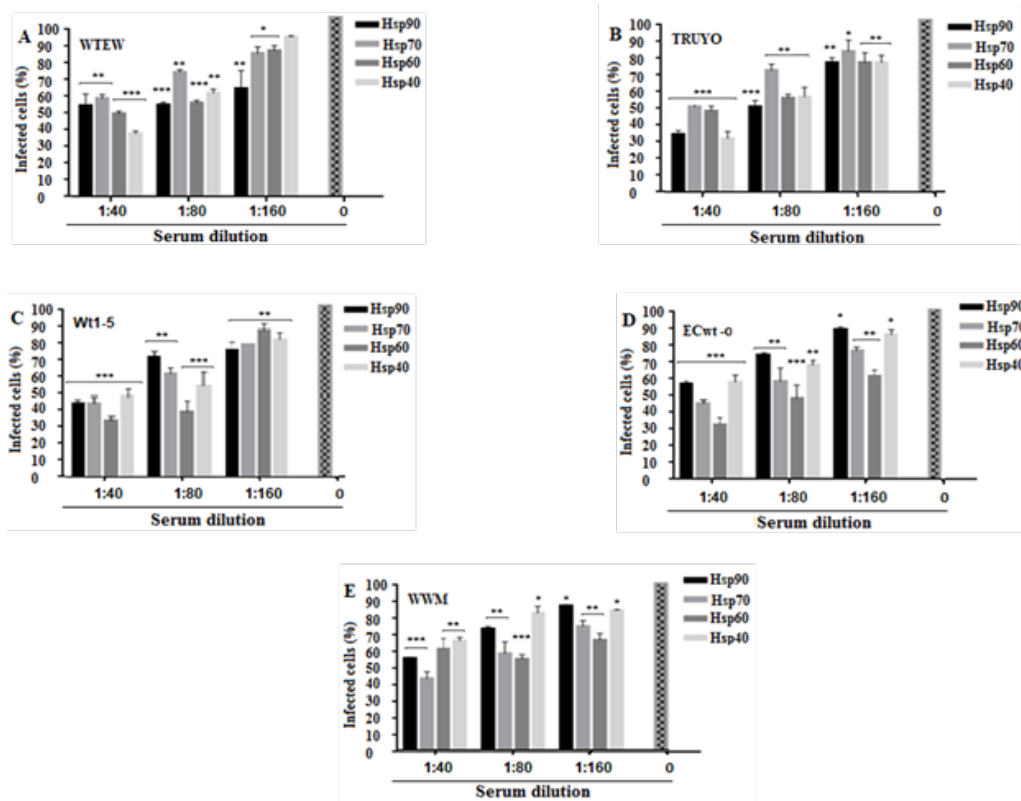 A WTEW
Infected cells (%)
100
90
80
70
60
50
40
30
20
10
0
** *** *** ** *** ** ** *
1:40 1:80 1:160 0
Serum dilution
Hsp90
Hsp70
Hsp60
Hsp40
B TRUYO
Infected cells (%)
100
90
80
70
60
50
40
30
20
10
0
*** *** ** ** * **
1:40 1:80 1:160 0
Serum dilution
Hsp90
Hsp70
Hsp60
Hsp40
C Wt1-5
Infected cells (%)
100
90
80
70
60
50
40
30
20
10
0
*** ** *** **
1:40 1:80 1:160 0
Serum dilution
Hsp90
Hsp70
Hsp60
Hsp40
D ECwt -o
Infected cells (%)
100
90
80
70
60
50
40
30
20
10
0
*** ** *** ** * ** *
1:40 1:80 1:160 0
Serum dilution
Hsp90
Hsp70
Hsp60
Hsp40
E WWM
Infected cells (%)
100
90
80
70
60
50
40
30
20
10
0
*** ** ** *** * * ** *
1:40 1:80 1:160 0
Serum dilution
Hsp90
Hsp70
Hsp60
Hsp40